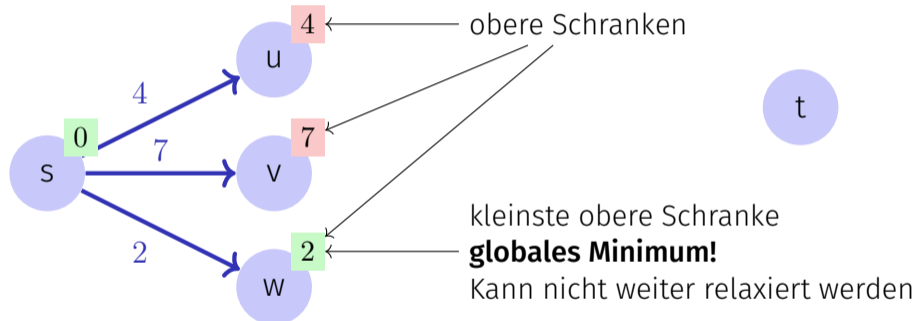 4
obere Schranken
u
4
t
0
7
7
s
v
kleinste obere Schranke
2
2
globales Minimum!
w
Kann nicht weiter relaxiert werden